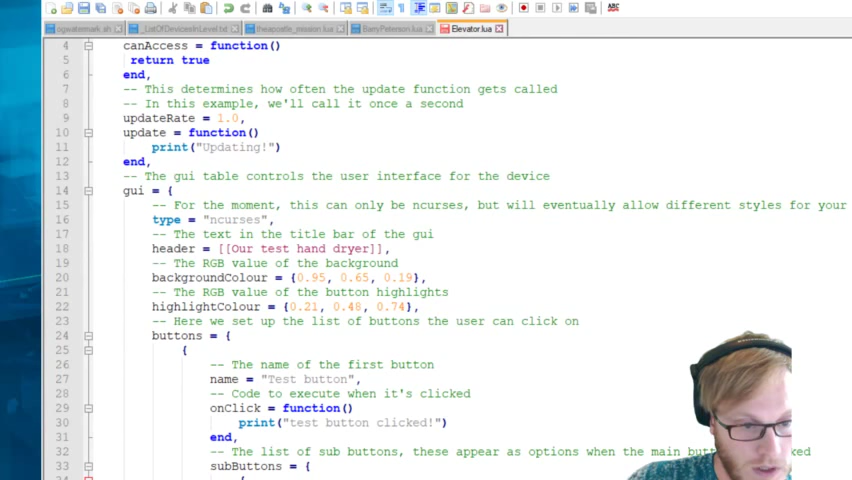 ogwatermark.sh _ListOfDevicesInLevel.txt theapostle_mission.lua BarryPeterson.lua Elevator.lua
4 canAccess = function()
5 return true
6 end,
7 -- This determines how often the update function gets called
8 -- In this example, we'll call it once a second
9 updateRate = 1.0,
10 update = function()
11 print("Updating!")
12 end,
13 -- The gui table controls the user interface for the device
14 gui = {
15 -- For the moment, this can only be ncurses, but will eventually allow different styles for your
16 type = "ncurses",
17 -- The text in the title bar of the gui
18 header = [[Our test hand dryer]],
19 -- The RGB value of the background
20 backgroundColour = {0.95, 0.65, 0.19},
21 -- The RGB value of the button highlights
22 highlightColour = {0.21, 0.48, 0.74},
23 -- Here we set up the list of buttons the user can click on
24 buttons = {
25 {
26 -- The name of the first button
27 name = "Test button",
28 -- Code to execute when it's clicked
29 onClick = function()
30 print("test button clicked!")
31 end,
32 -- The list of sub buttons, these appear as options when the main
33 subButtons = {